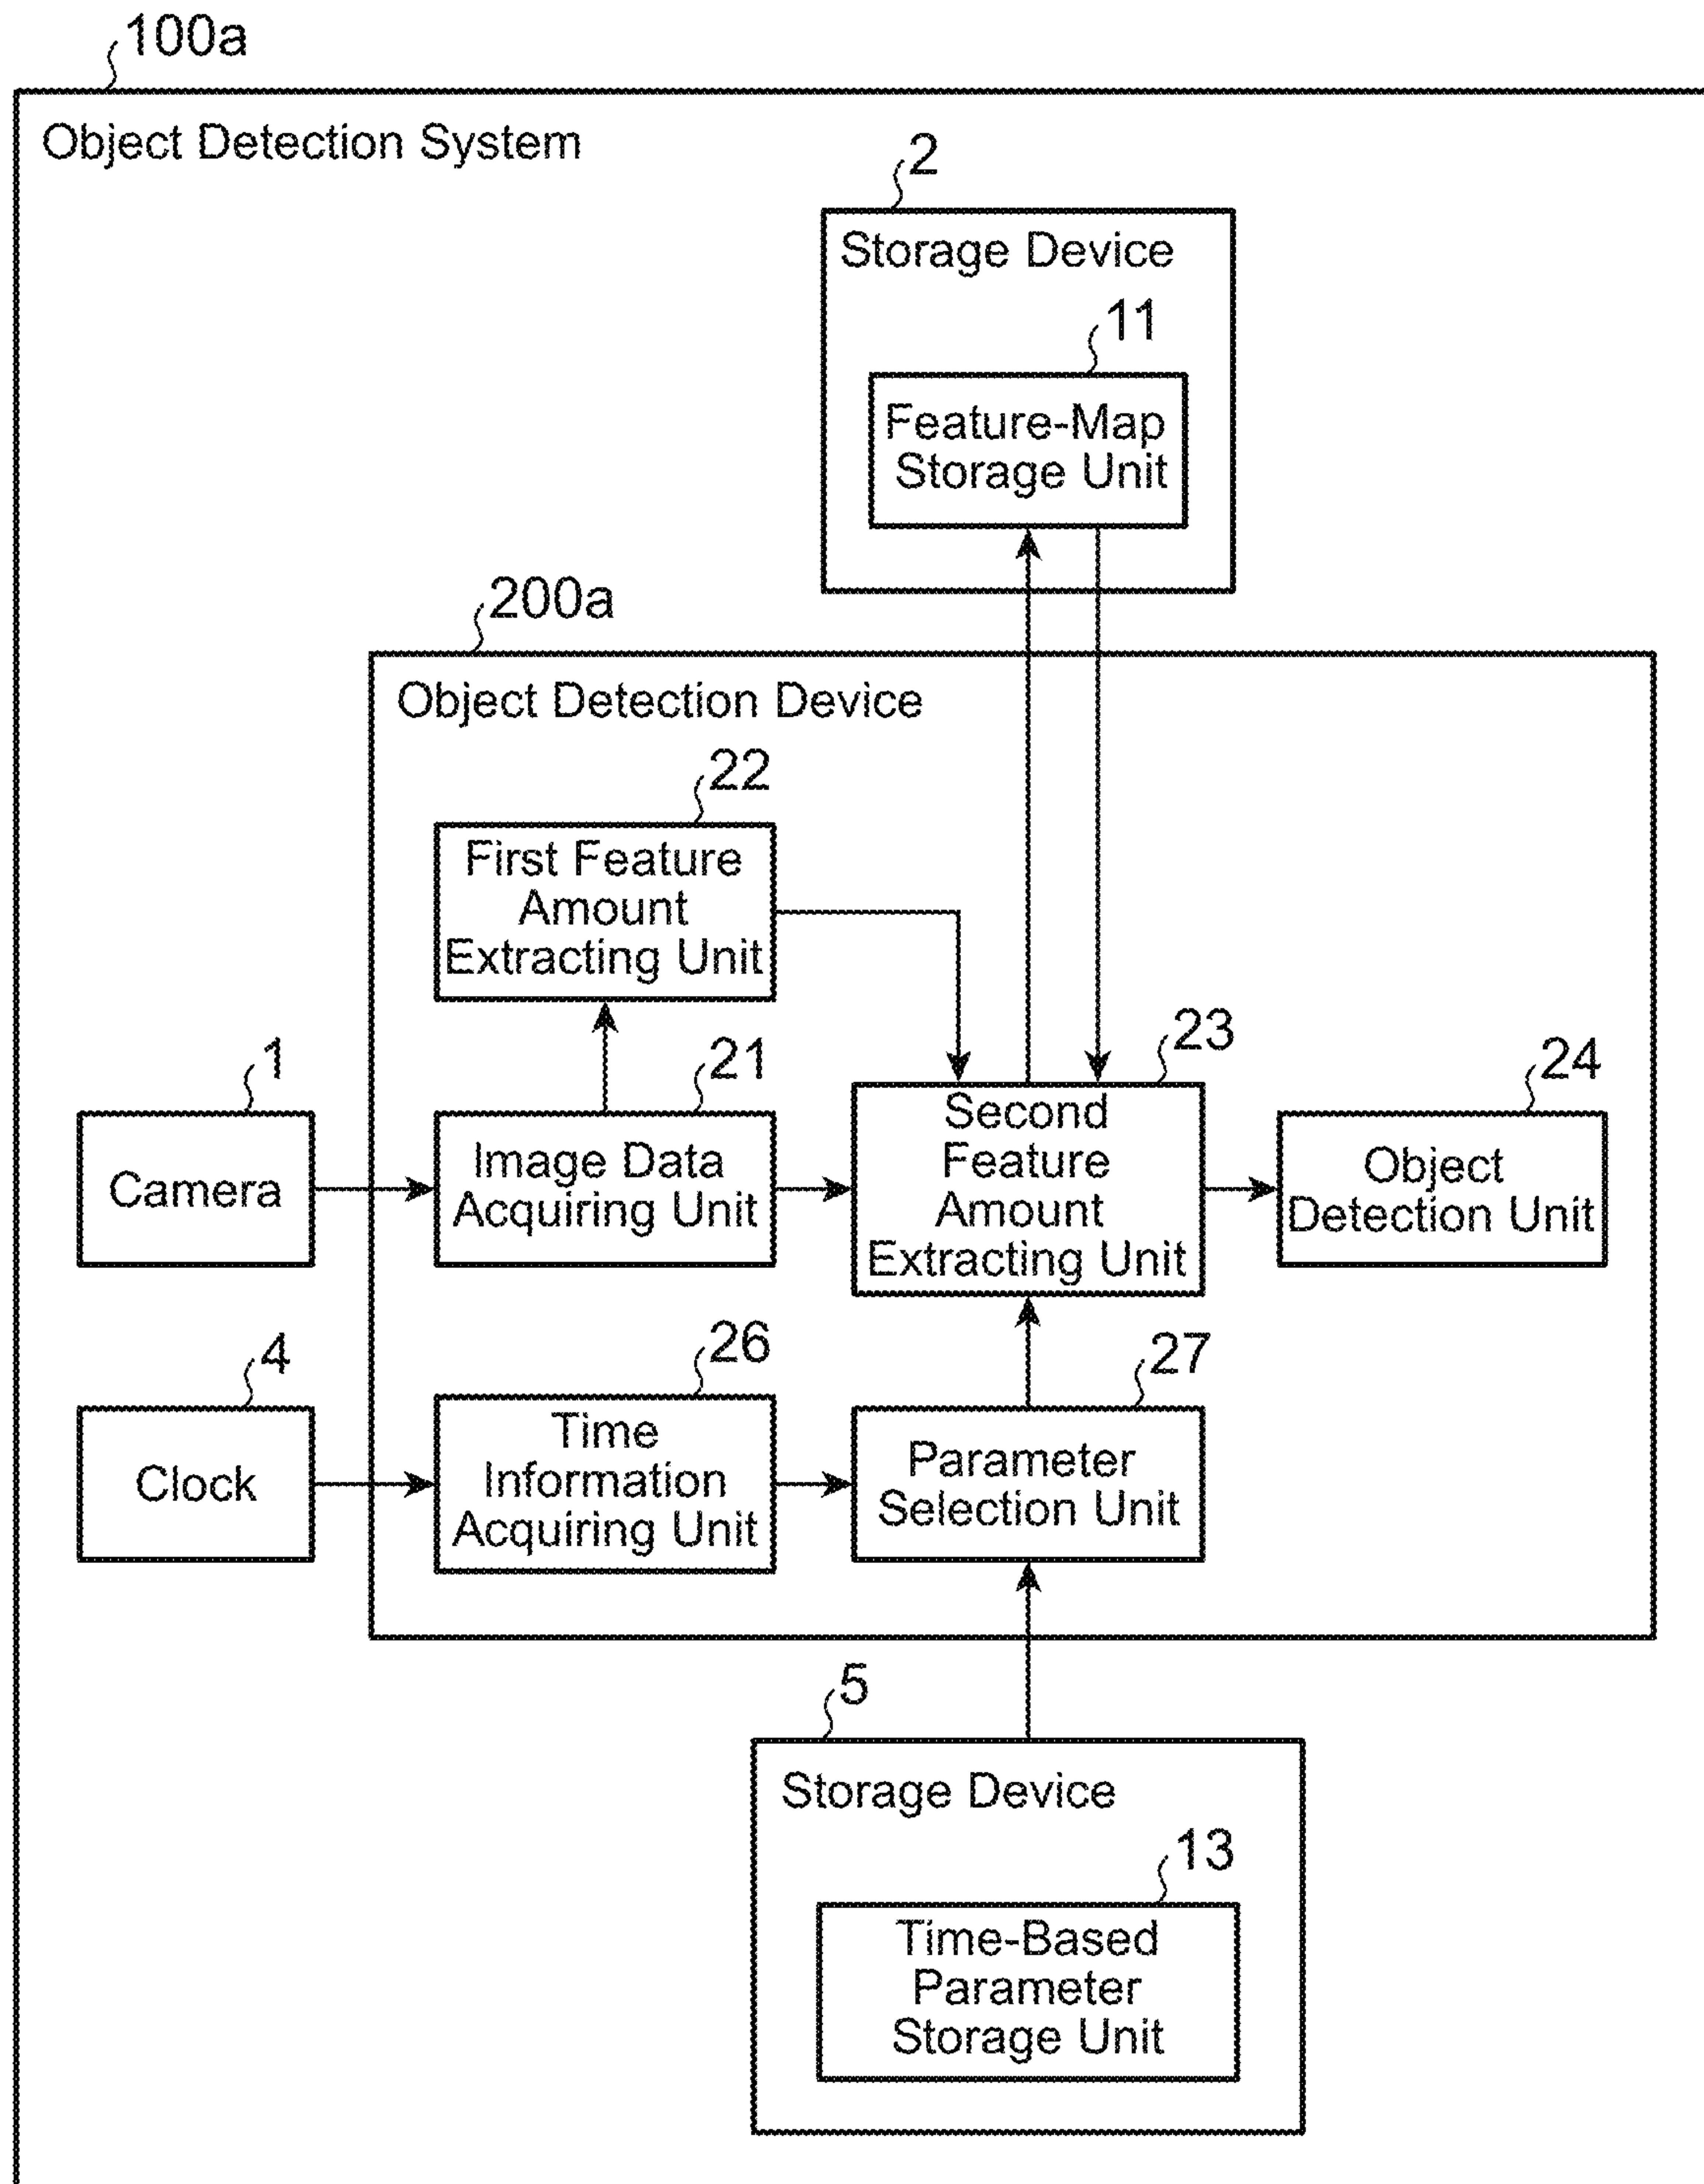 100a
Object Detection System
2
Storage Device
11
Feature-Map
Storage Unit
200a
Object Detection Device
22
First Feature
Amount
Extracting Unit
1
Camera
21
Image Data
Acquiring Unit
23
Second
Feature
Amount
Extracting Unit
24
Object
Detection Unit
4
Clock
26
Time
Information
Acquiring Unit
27
Parameter
Selection Unit
5
Storage Device
13
Time-Based
Parameter
Storage Unit